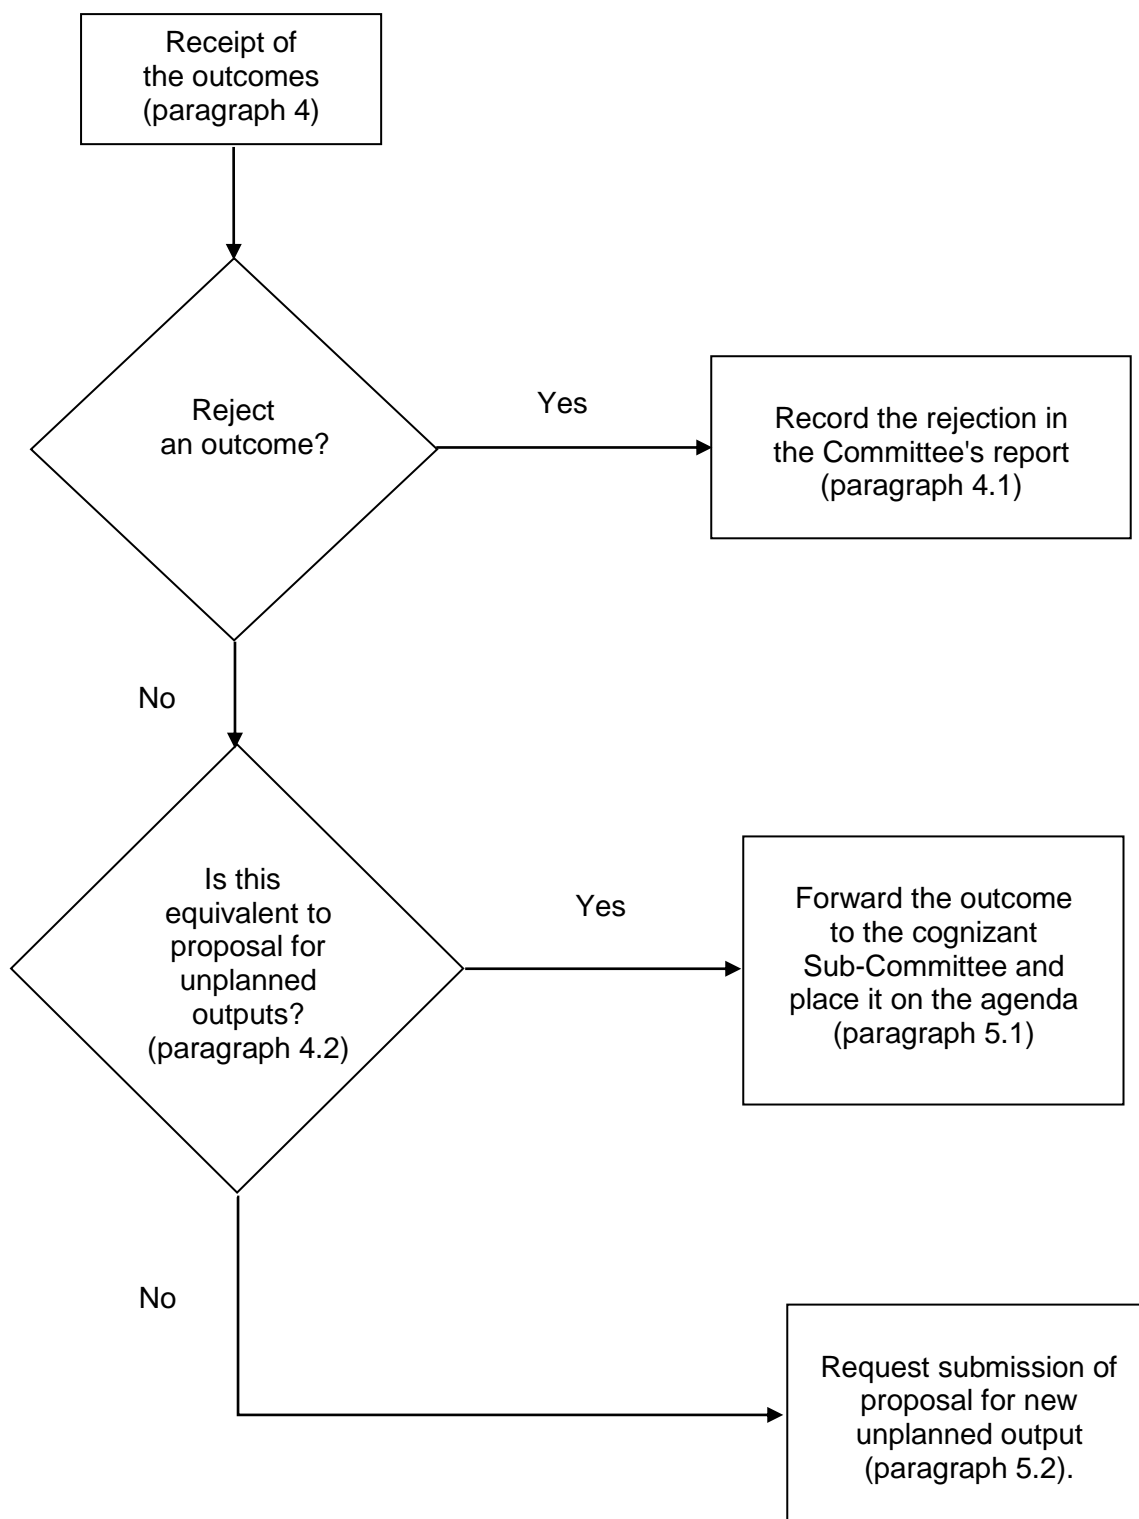 Receipt of
the outcomes
(paragraph 4)
Reject
an outcome?
Yes
Record the rejection in
the Committee's report
(paragraph 4.1)
No
Is this
equivalent to
proposal for
unplanned
outputs?
(paragraph 4.2)
Yes
Forward the outcome
to the cognizant
Sub-Committee and
place it on the agenda
(paragraph 5.1)
No
Request submission of
proposal for new
unplanned output
(paragraph 5.2).